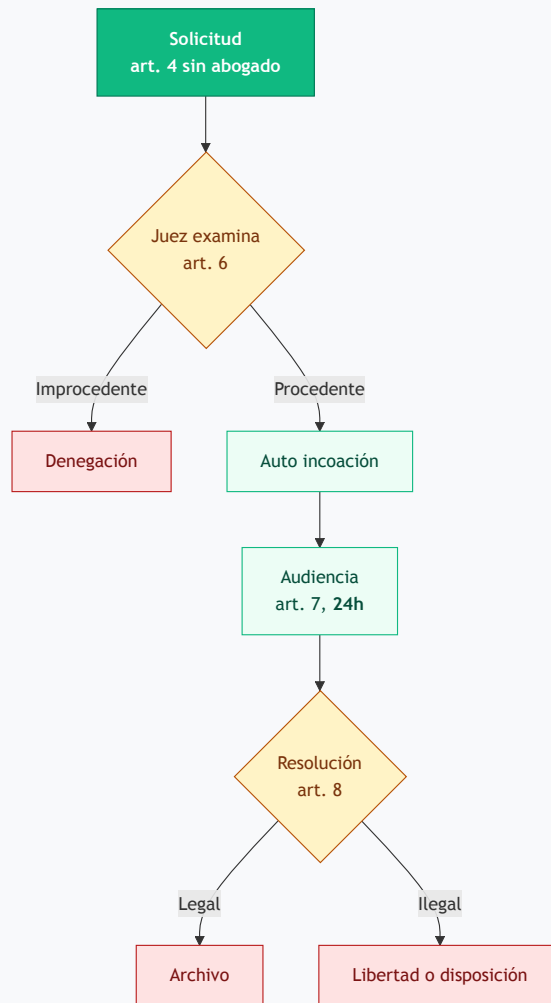 Solicitud
art. 4 sin abogado
Juez examina
art. 6
Improcedente
Procedente
Denegación
Auto incoación
Audiencia
art. 7, 24h
Resolución
art. 8
Legal
Ilegal
Archivo
Libertad o disposición